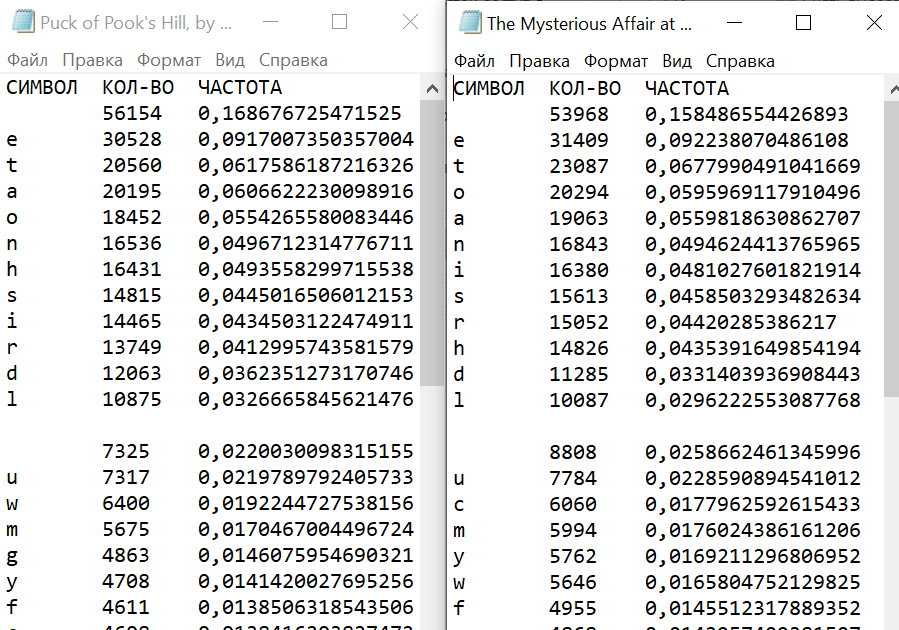 Puck of Pook's Hill, by ...
Файл Правка Формат Вид Справка
СИМВОЛ КОЛ-ВО ЧАСТОТА
56154 0,168676725471525
e 30528 0,0917007350357004
t 20560 0,0617586187216326
a 20195 0,0606622230098916
o 18452 0,0554265580083446
n 16536 0,0496712314776711
h 16431 0,0493558299715538
s 14815 0,0445016506012153
i 14465 0,0434503122474911
r 13749 0,0412995743581579
d 12063 0,0362351273170746
l 10875 0,0326665845621476
7325 0,0220030098315155
u 7317 0,0219789792405733
w 6400 0,0192244727538156
m 5675 0,0170467004496724
g 4863 0,0146075954690321
y 4708 0,0141420027695256
f 4611 0,0138506318543506
The Mysterious Affair at ...
Файл Правка Формат Вид Справка
СИМВОЛ КОЛ-ВО ЧАСТОТА
53968 0,158486554426893
e 31409 0,092238070486108
t 23087 0,0677990491041669
o 20294 0,0595969117910496
a 19063 0,0559818630862707
n 16843 0,0494624413765965
i 16380 0,0481027601821914
s 15613 0,0458503293482634
r 15052 0,04420285386217
h 14826 0,0435391649854194
d 11285 0,0331403936908443
l 10087 0,0296222553087768
8808 0,0258662461345996
u 7784 0,0228590894541012
c 6060 0,0177962592615433
m 5994 0,0176024386161206
y 5762 0,0169211296806952
w 5646 0,0165804752129825
f 4955 0,0145512317889352